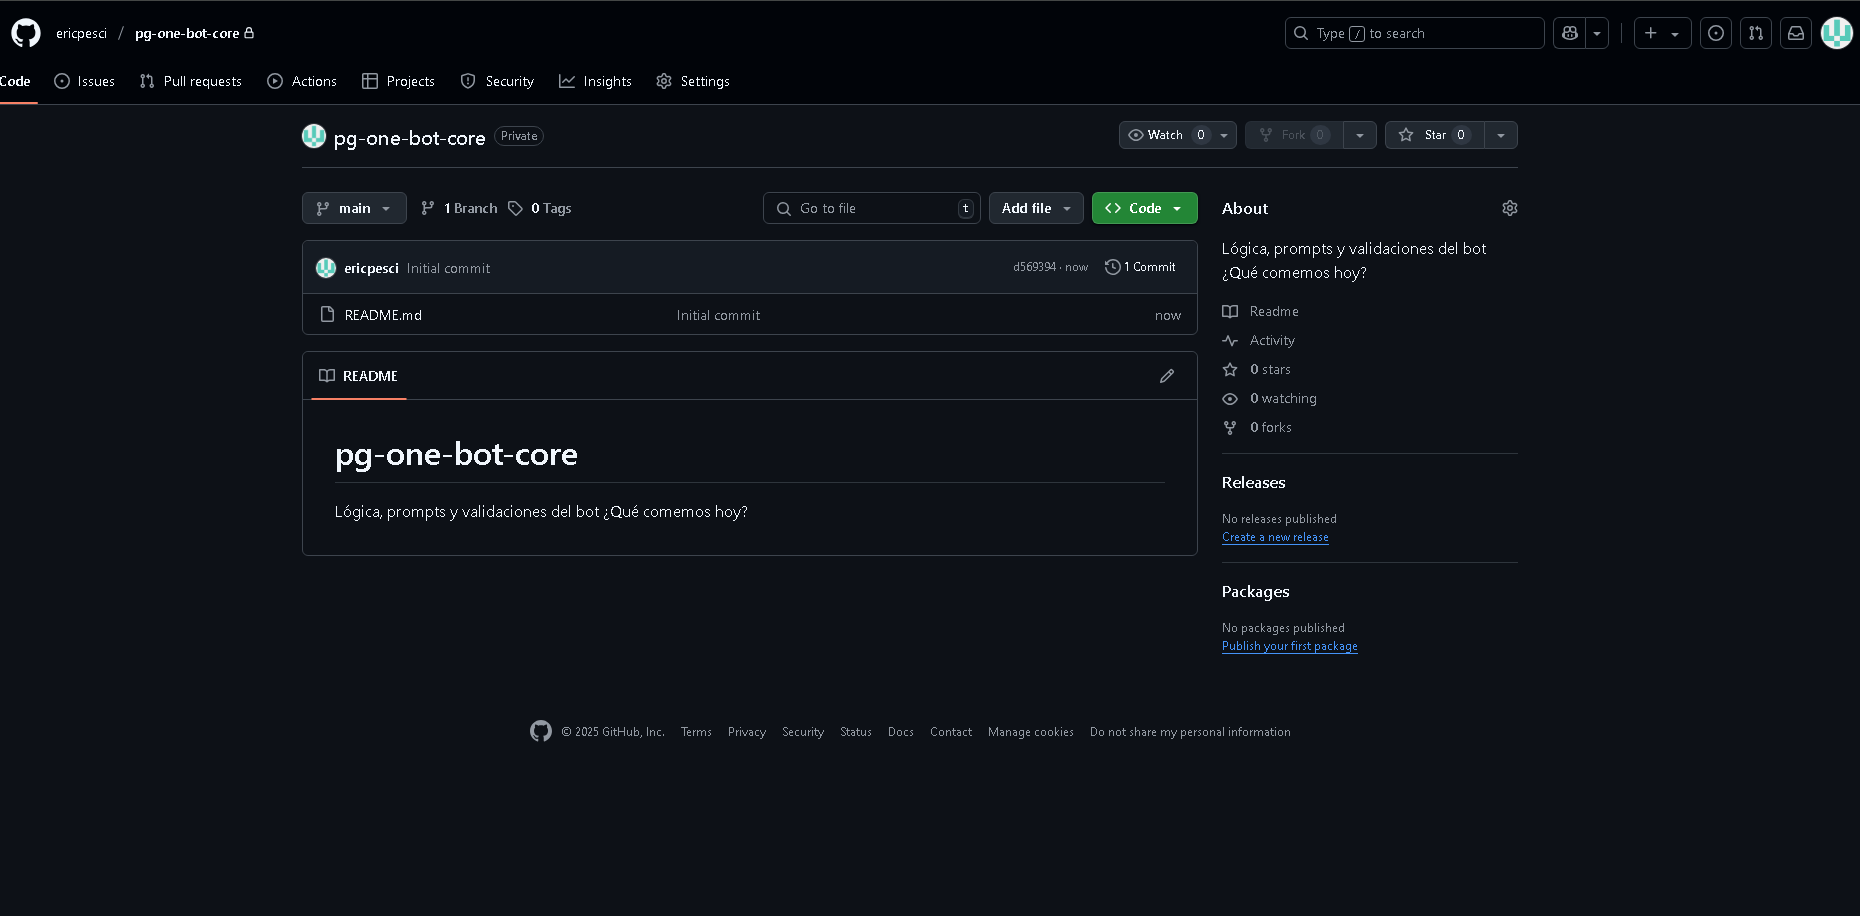 ericpesci / pg-one-bot-core
Type / to search
Code Issues Pull requests Actions Projects Security Insights Settings
pg-one-bot-core Private
Watch 0 Fork 0 Star 0
main 1 Branch 0 Tags
Go to file t Add file Code
ericpesci Initial commit d569394 · now 1 Commit
README.md Initial commit now
README
pg-one-bot-core
Lógica, prompts y validaciones del bot ¿Qué comemos hoy?
About
Lógica, prompts y validaciones del bot
¿Qué comemos hoy?
Readme
Activity
0 stars
0 watching
0 forks
Releases
No releases published
Create a new release
Packages
No packages published
Publish your first package
© 2025 GitHub, Inc. Terms Privacy Security Status Docs Contact Manage cookies Do not share my personal information